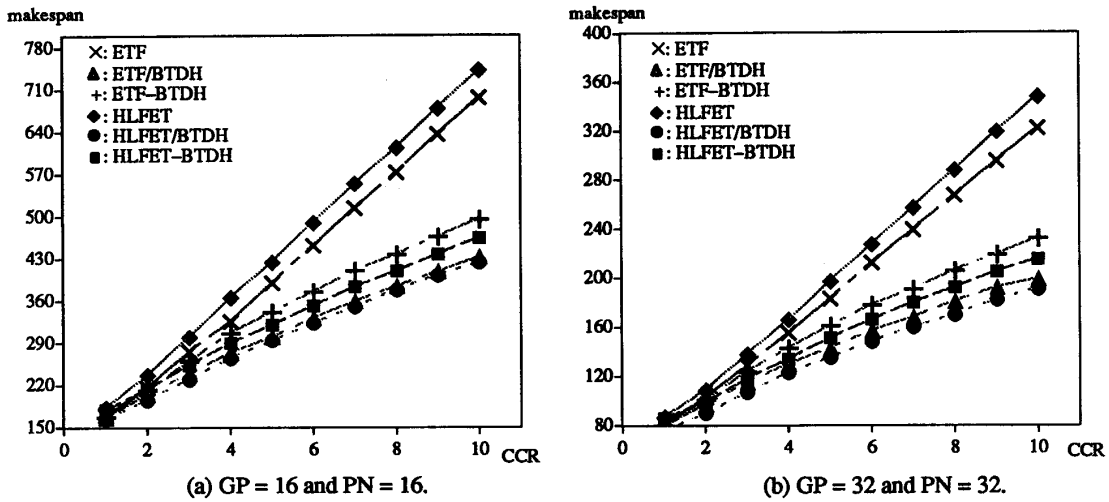 makespan
780
710
640
570
500
430
360
290
220
150
0
2
4
6
8
10
CCR
×: ETF
▲: ETF/BTDH
+: ETF–BTDH
◆: HLFET
●: HLFET/BTDH
■: HLFET–BTDH
(a) GP = 16 and PN = 16.
makespan
400
360
320
280
240
200
160
120
80
0
2
4
6
8
10
CCR
×: ETF
▲: ETF/BTDH
+: ETF–BTDH
◆: HLFET
●: HLFET/BTDH
■: HLFET–BTDH
(b) GP = 32 and PN = 32.